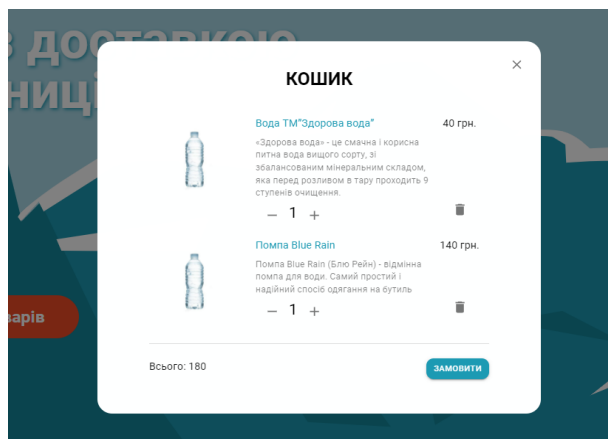 з доставкою
ниці
КОШИК
Вода ТМ"Здорова вода"
40 грн.
«Здорова вода» - це смачна і корисна
питна вода вищого сорту, зі
збалансованим мінеральним складом,
яка перед розливом в тару проходить 9
ступенів очищення.
– 1 +
Помпа Blue Rain
140 грн.
Помпа Blue Rain (Блю Рейн) - відмінна
помпа для води. Самий простий і
надійний спосіб одягання на бутиль
– 1 +
варів
Всього: 180
ЗАМОВИТИ